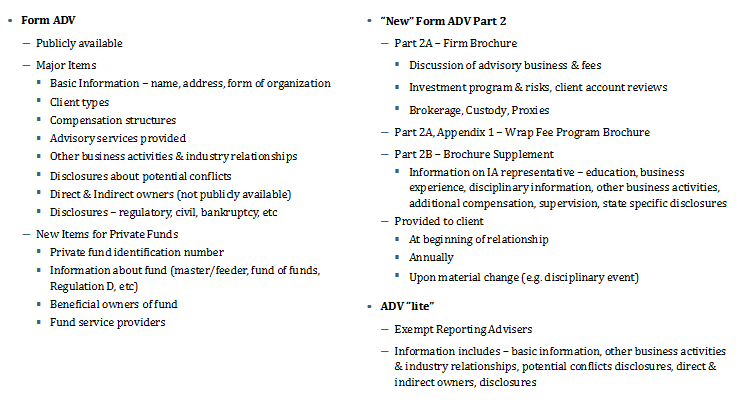 • Form ADV
– Publicly available
– Major Items
▪ Basic Information – name, address, form of organization
▪ Client types
▪ Compensation structures
▪ Advisory services provided
▪ Other business activities & industry relationships
▪ Disclosures about potential conflicts
▪ Direct & Indirect owners (not publicly available)
▪ Disclosures – regulatory, civil, bankruptcy, etc
– New Items for Private Funds
▪ Private fund identification number
▪ Information about fund (master/feeder, fund of funds,
Regulation D, etc)
▪ Beneficial owners of fund
▪ Fund service providers
• “New” Form ADV Part 2
– Part 2A – Firm Brochure
▪ Discussion of advisory business & fees
▪ Investment program & risks, client account reviews
▪ Brokerage, Custody, Proxies
– Part 2A, Appendix 1 – Wrap Fee Program Brochure
– Part 2B – Brochure Supplement
▪ Information on IA representative – education, business
experience, disciplinary information, other business activities,
additional compensation, supervision, state specific disclosures
– Provided to client
▪ At beginning of relationship
▪ Annually
▪ Upon material change (e.g. disciplinary event)
• ADV “lite”
– Exempt Reporting Advisers
– Information includes – basic information, other business activities
& industry relationships, potential conflicts disclosures, direct &
indirect owners, disclosures